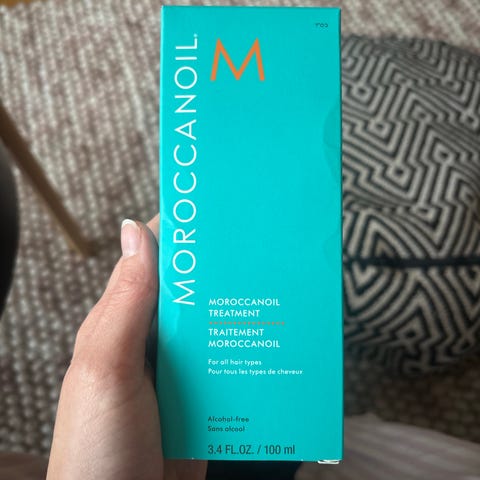 MOROCCANOIL®
M
MOROCCANOIL
TREATMENT
TRAITEMENT
MOROCCANOIL
For all hair types
Pour tous les types de cheveux
Alcohol-free
Sans alcool
3.4 FL.OZ. / 100 ml